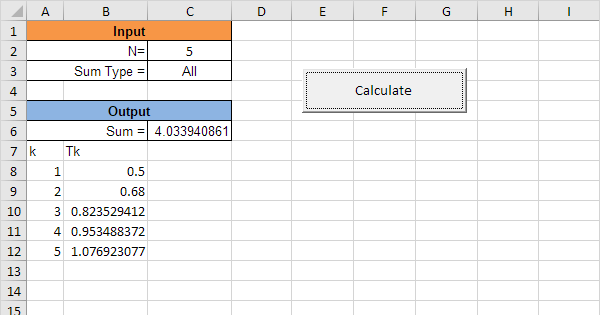 A B C D E F G H I
1 Input
2 N= 5
3 Sum Type = All
4 Calculate
5 Output
6 Sum = 4.033940861
7 k Tk
8 1 0.5
9 2 0.68
10 3 0.823529412
11 4 0.953488372
12 5 1.076923077
13
14
15